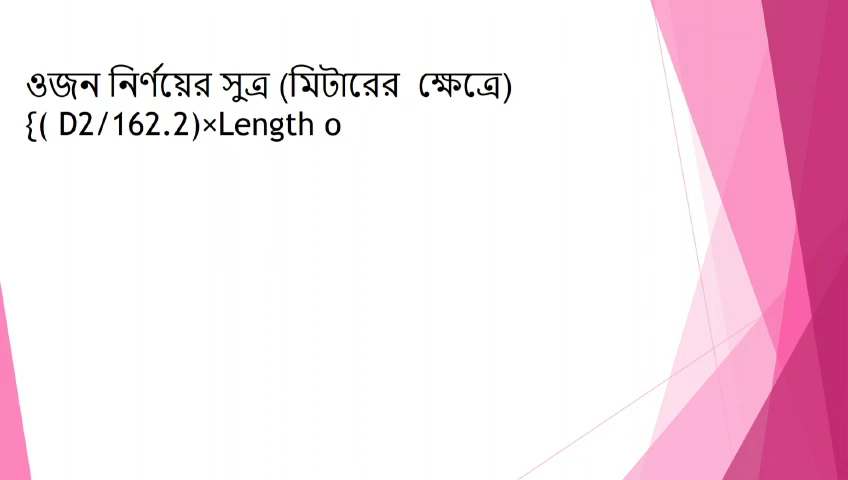 ওজন নির্ণয়ের সুত্র (মিটারের ক্ষেত্রে)
{( D2/162.2)×Length o